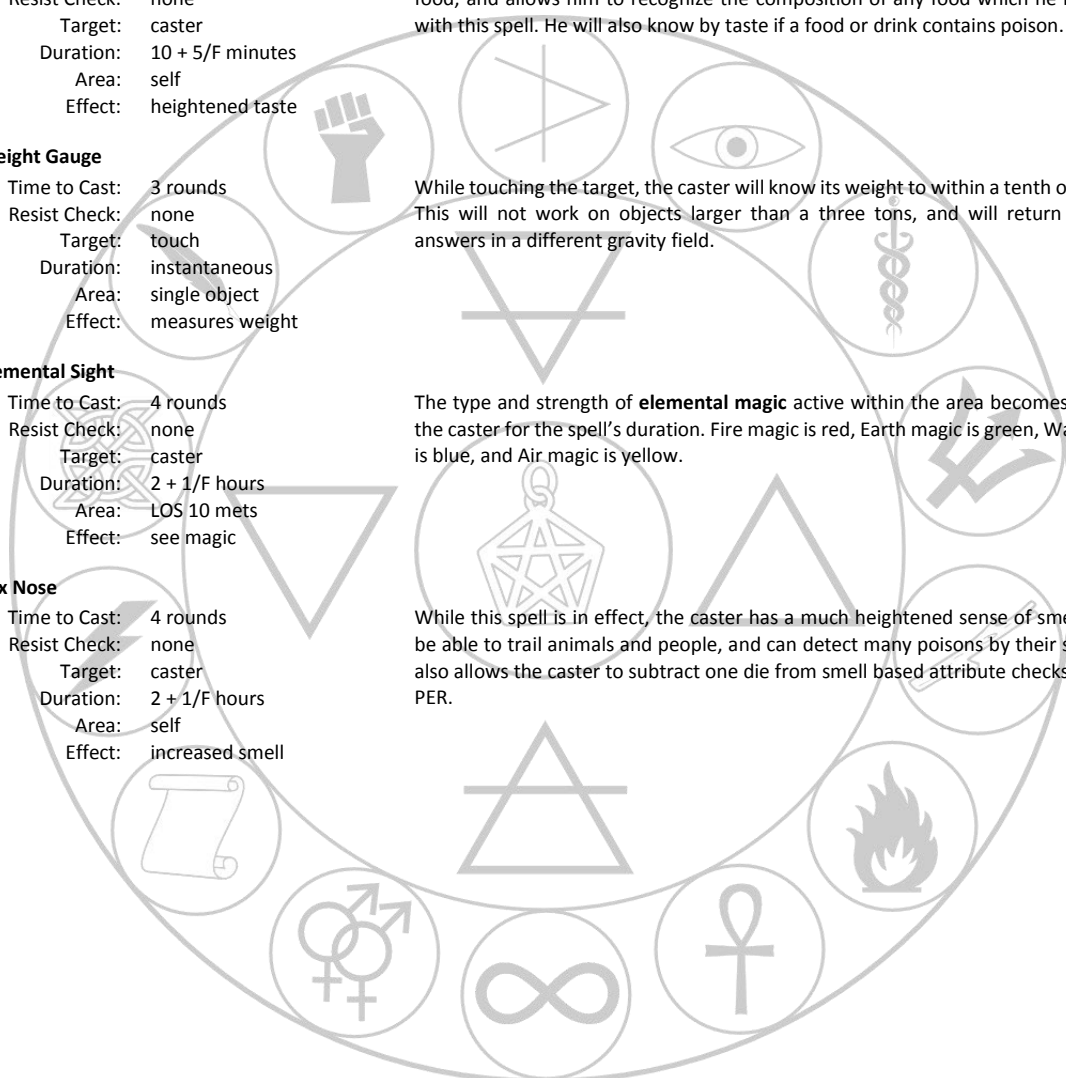 Resist Check: none
Target: caster
Duration: 10 + 5/F minutes
Area: self
Effect: heightened taste
food, and allows him to recognize the composition of any food which he
with this spell. He will also know by taste if a food or drink contains poison.
eight Gauge
Time to Cast: 3 rounds
Resist Check: none
Target: touch
Duration: instantaneous
Area: single object
Effect: measures weight
While touching the target, the caster will know its weight to within a tenth o
This will not work on objects larger than a three tons, and will return
answers in a different gravity field.
emental Sight
Time to Cast: 4 rounds
Resist Check: none
Target: caster
Duration: 2 + 1/F hours
Area: LOS 10 mets
Effect: see magic
The type and strength of elemental magic active within the area becomes
the caster for the spell's duration. Fire magic is red, Earth magic is green, Wa
is blue, and Air magic is yellow.
x Nose
Time to Cast: 4 rounds
Resist Check: none
Target: caster
Duration: 2 + 1/F hours
Area: self
Effect: increased smell
While this spell is in effect, the caster has a much heightened sense of sme
be able to trail animals and people, and can detect many poisons by their s
also allows the caster to subtract one die from smell based attribute checks
PER.